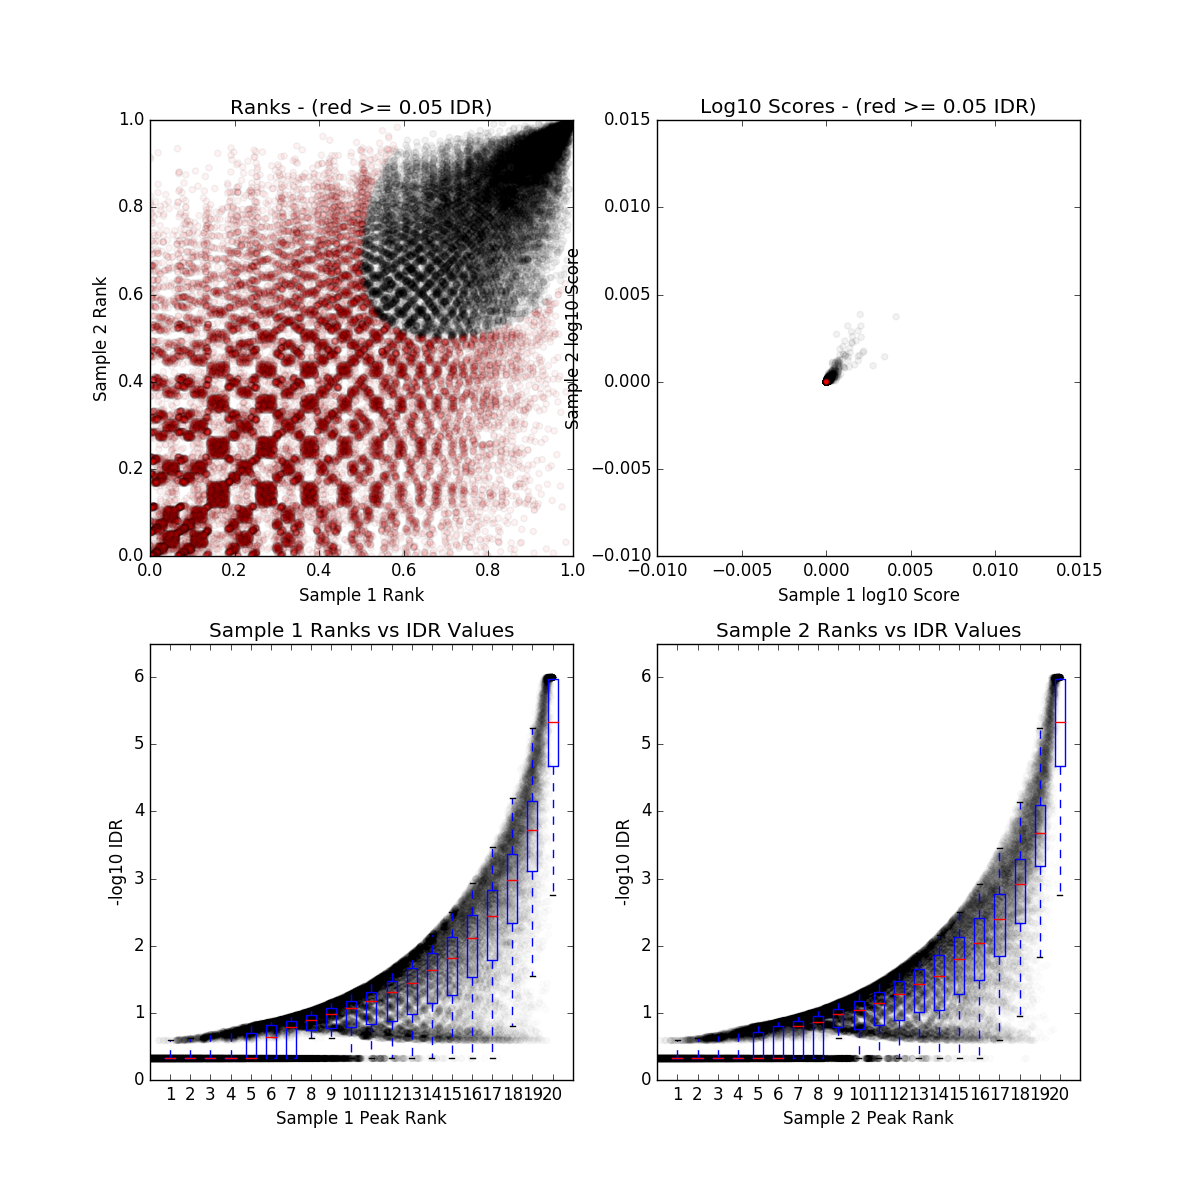 Ranks - (red >= 0.05 IDR)
1.0
0.8
0.6
0.4
0.2
0.0
Sample 2 Rank
0.0 0.2 0.4 0.6 0.8 1.0
Sample 1 Rank
Log10 Scores - (red >= 0.05 IDR)
0.015
0.010
0.005
0.000
−0.005
−0.010
Sample 2 log10 Score
−0.010 −0.005 0.000 0.005 0.010 0.015
Sample 1 log10 Score
Sample 1 Ranks vs IDR Values
6
5
4
3
2
1
0
-log10 IDR
1 2 3 4 5 6 7 8 9 10 11 12 13 14 15 16 17 18 19 20
Sample 1 Peak Rank
Sample 2 Ranks vs IDR Values
6
5
4
3
2
1
0
-log10 IDR
1 2 3 4 5 6 7 8 9 10 11 12 13 14 15 16 17 18 19 20
Sample 2 Peak Rank